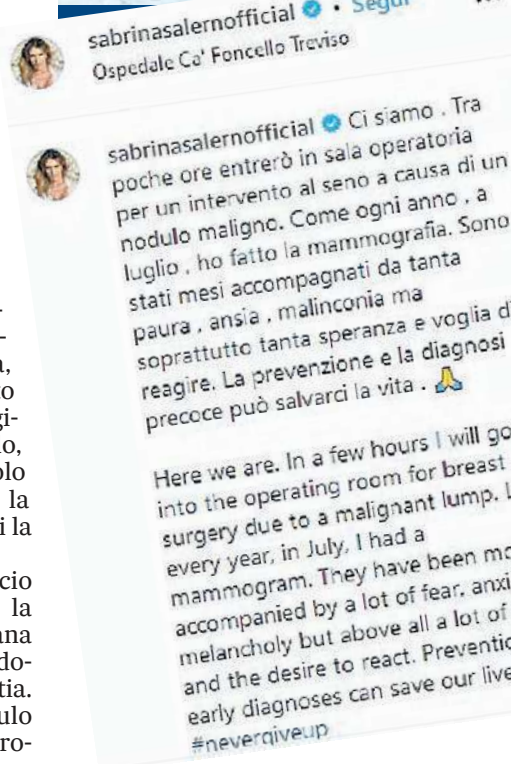 sabrinasalernofficial • Segui
Ospedale Ca' Foncello Treviso
sabrinasalernofficial Ci siamo . Tra
poche ore entrerò in sala operatoria
per un intervento al seno a causa di un
nodulo maligno. Come ogni anno , a
luglio , ho fatto la mammografia. Sono
stati mesi accompagnati da tanta
paura , ansia , malinconia ma
soprattutto tanta speranza e voglia di
reagire. La prevenzione e la diagnosi
precoce può salvarci la vita . 🙏
Here we are. In a few hours I will go
into the operating room for breast
surgery due to a malignant lump.
every year, in July, I had a
mammogram. They have been
accompanied by a lot of fear, 
melancholy but above all a lot of
and the desire to react.
early diagnoses can save our
#nevergiveup
la
i la
cio
la